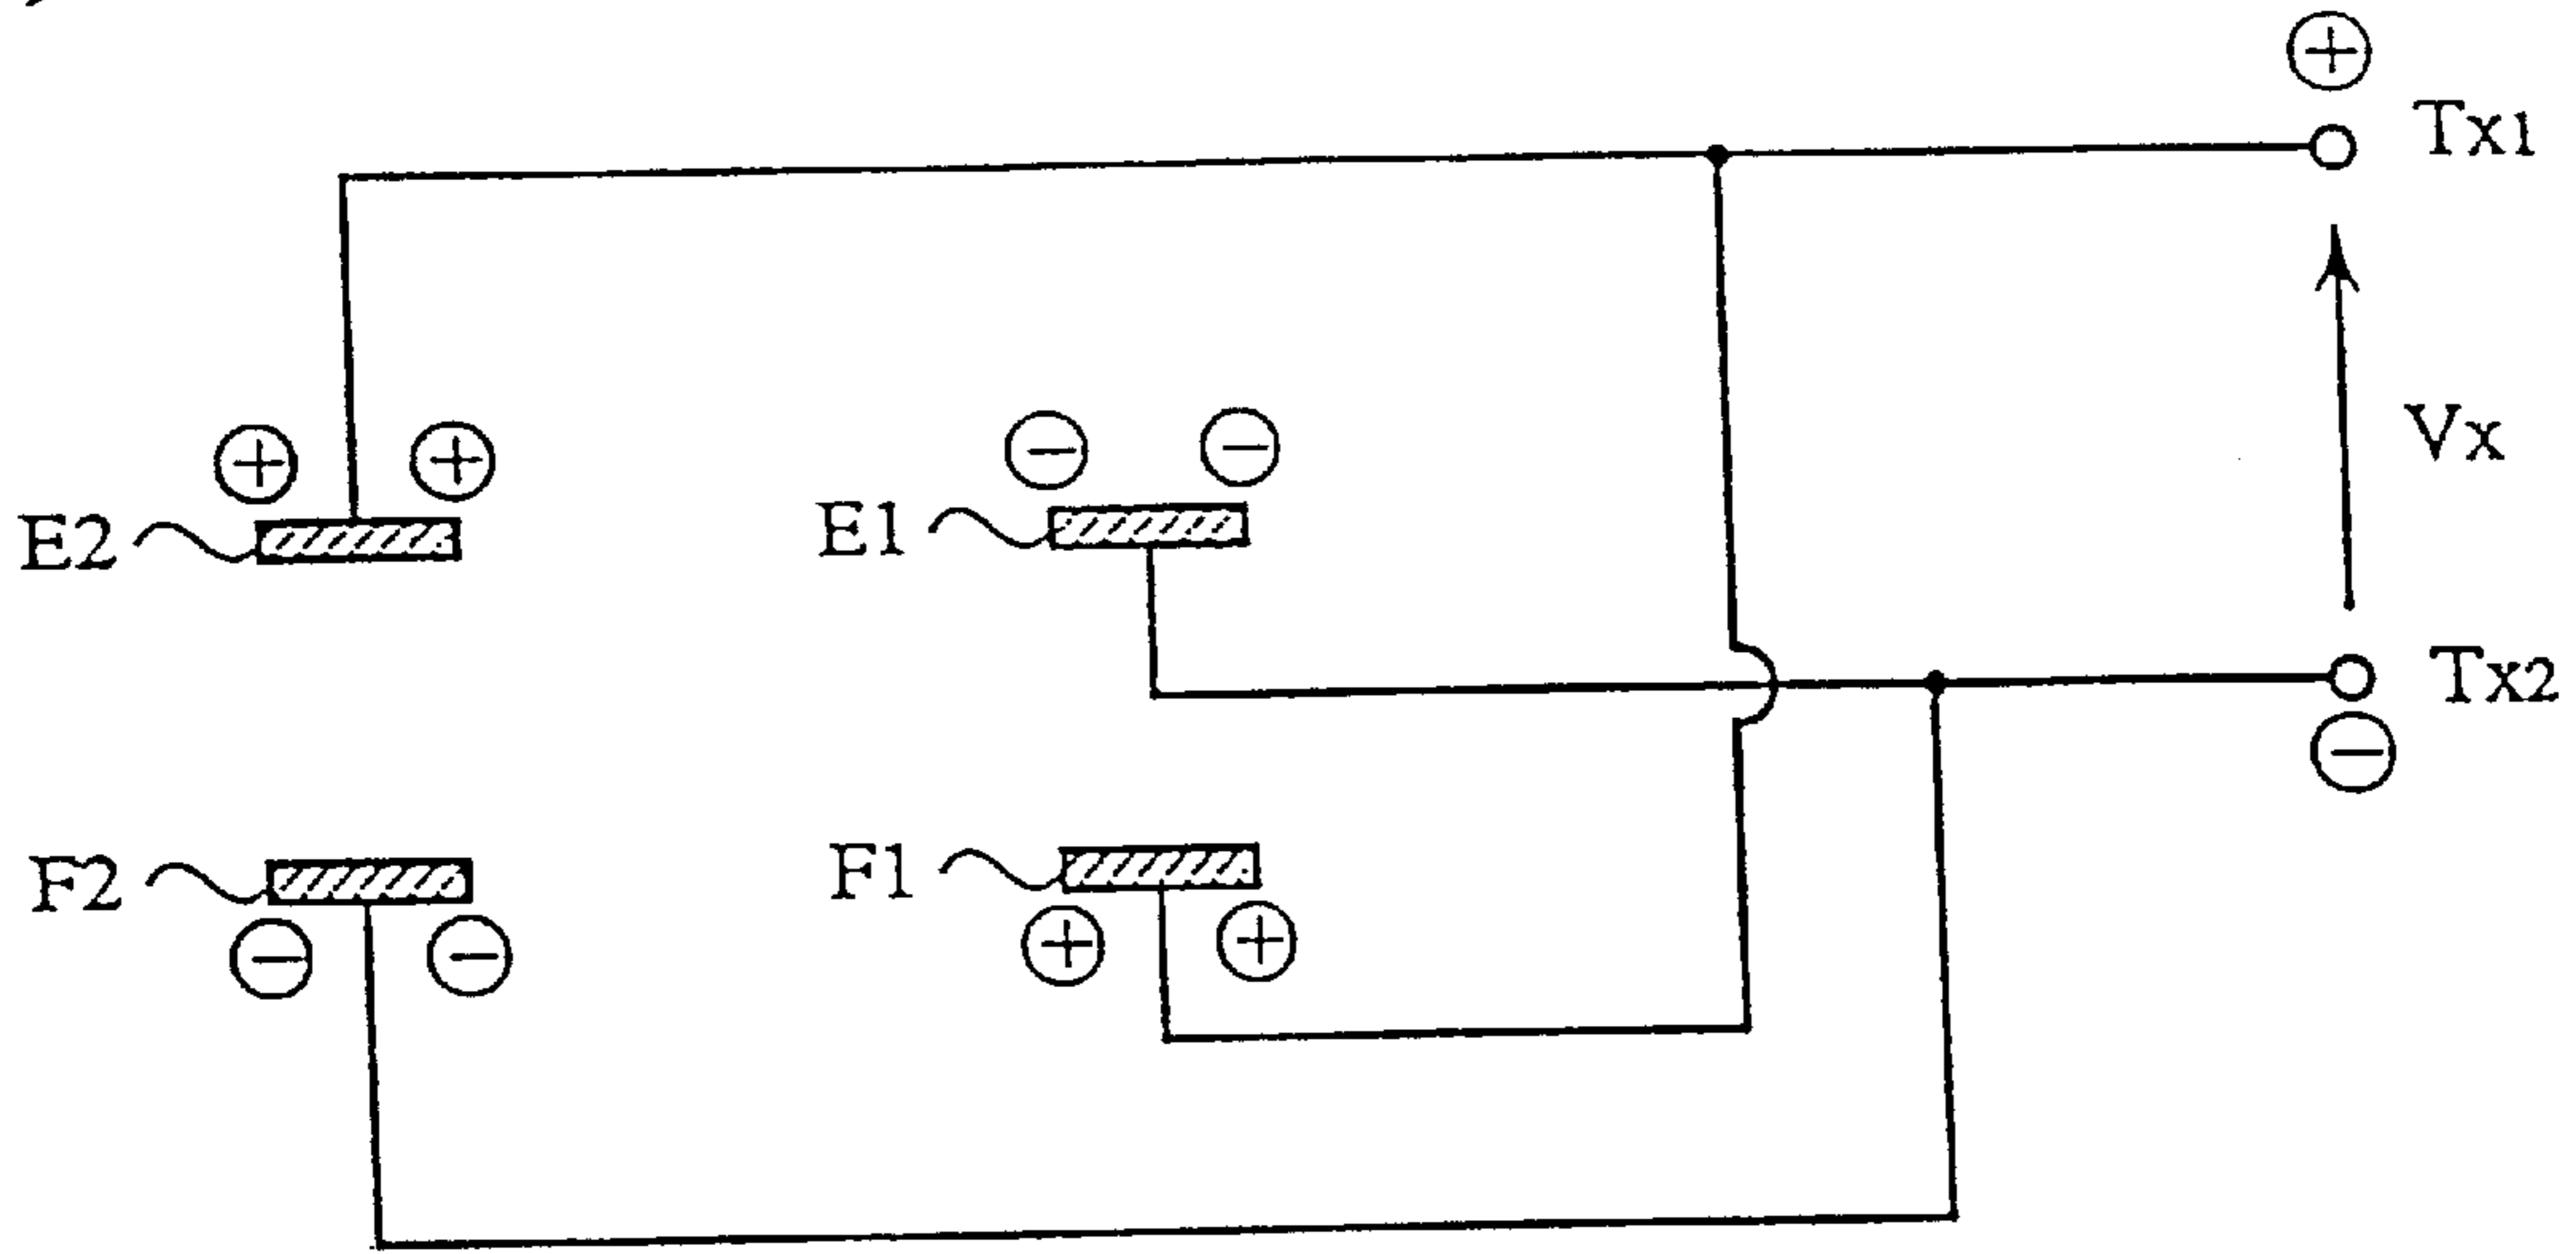 ⊕
Tx1
⊕ ⊕
⊖ ⊖
Vx
E2
E1
Tx2
⊖
F2
F1
⊖ ⊖
⊕ ⊕